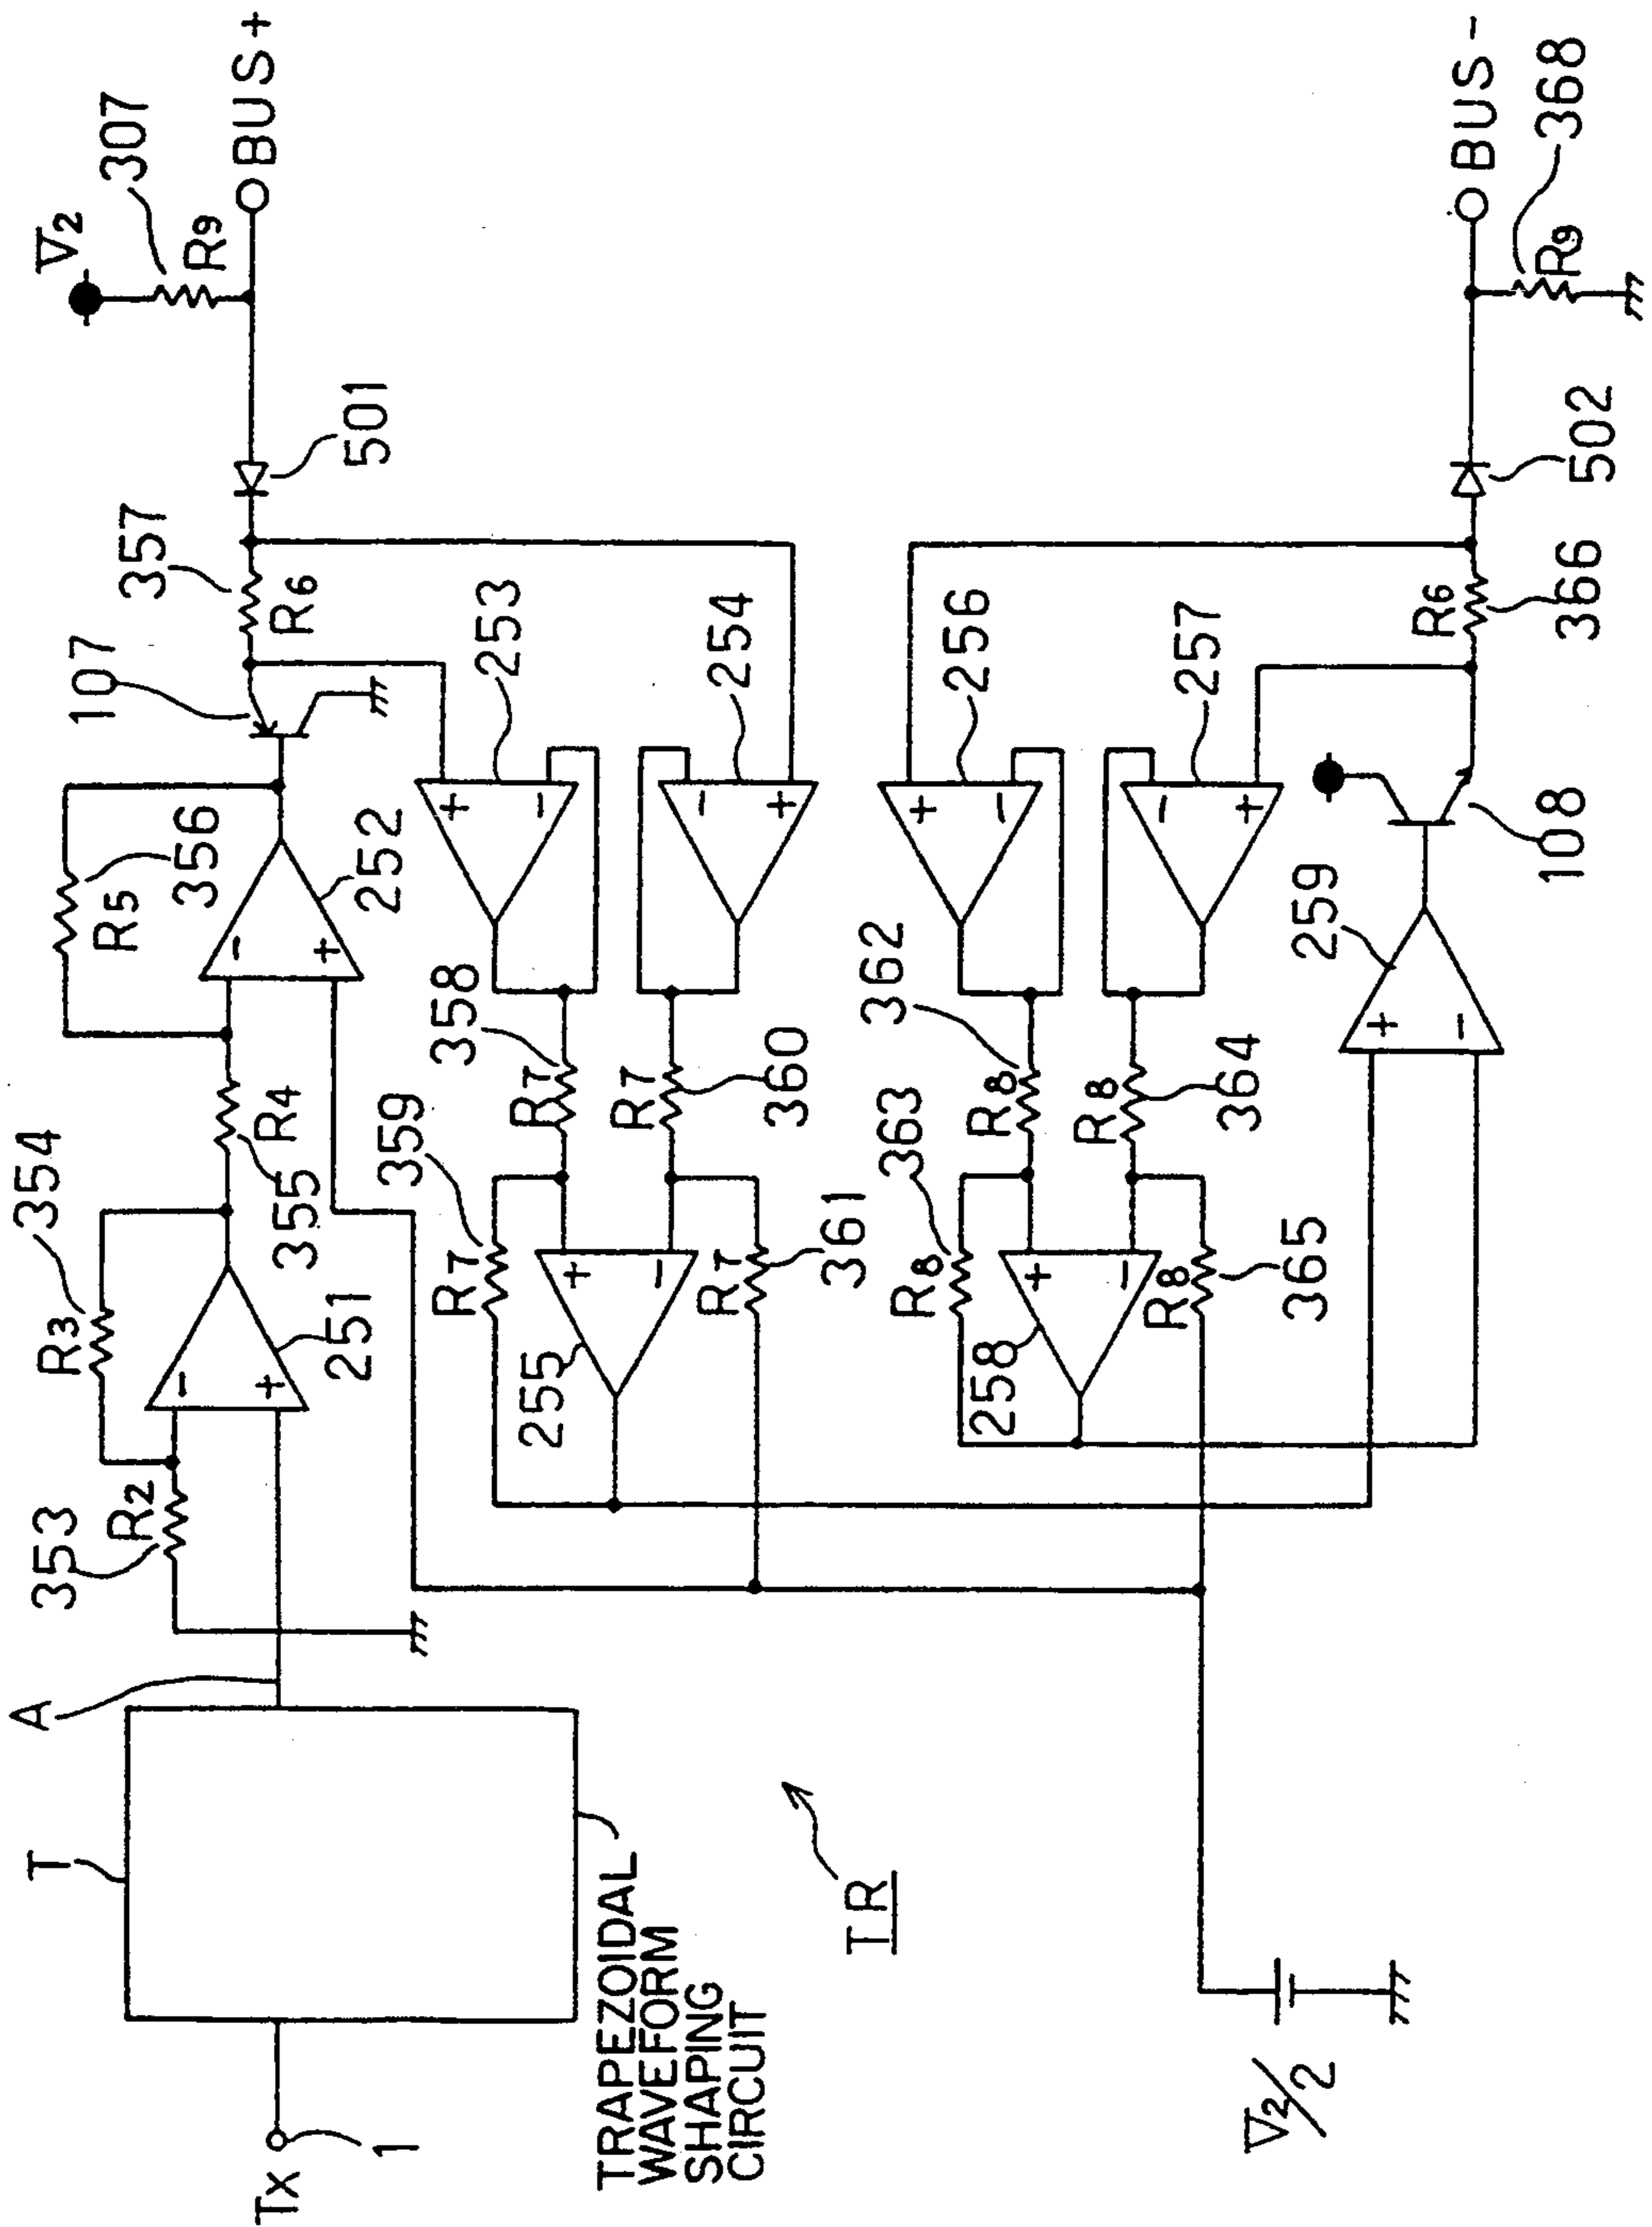 Tx
1
T
TRAPEZOIDAL
WAVEFORM
SHAPING
CIRCUIT
A
TR
V2/2
353
R2
R3
354
-
+
251
355
R4
R5
356
-
+
252
107
357
R6
501
V2
307
R9
BUS+
359
R7
358
R7
+
-
253
R7
360
-
+
254
+
-
255
R7
361
363
R8
362
R8
+
-
256
R8
364
-
+
257
+
-
258
R8
365
259
+
-
108
R6
366
502
BUS-
368
R9